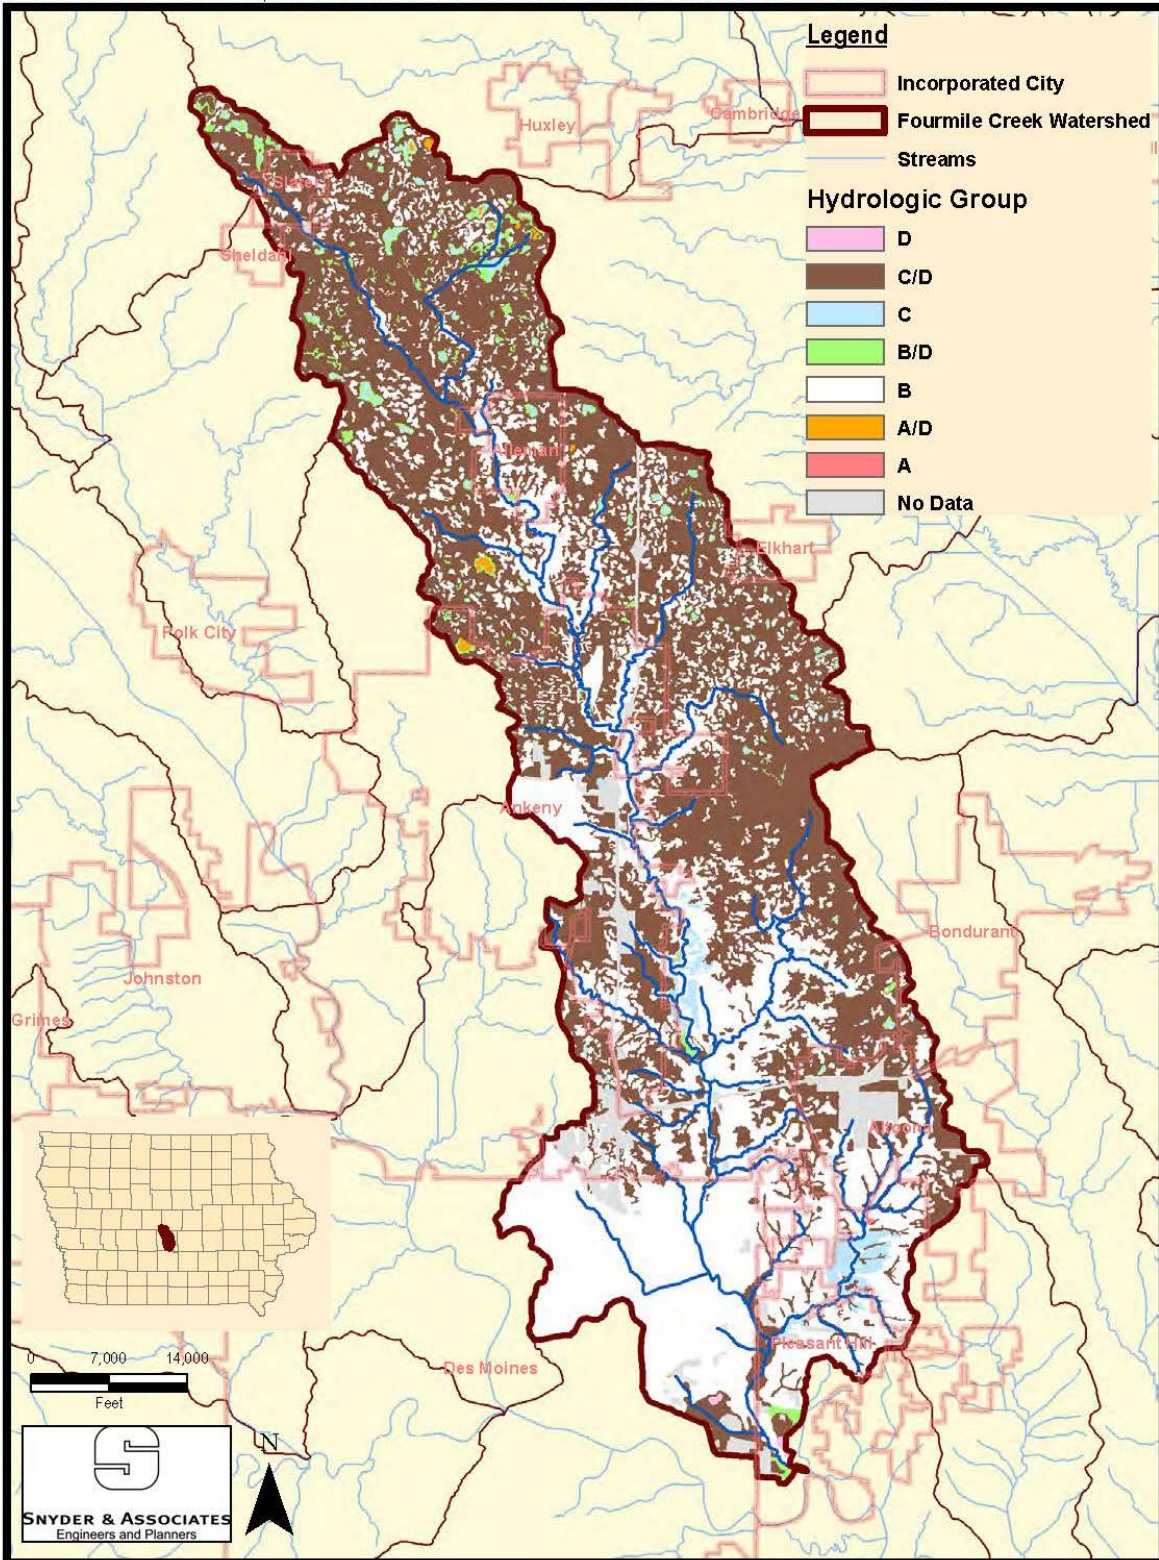 Legend
Incorporated City
Fourmile Creek Watershed
Streams
Hydrologic Group
D
C/D
C
B/D
B
A/D
A
No Data
Huxley
Cambridge
Slater
Sheldahl
Alleman
Elkhart
Polk City
Ankeny
Bondurant
Johnston
Grimes
Altoona
Pleasant Hill
Des Moines
0 7,000 14,000
Feet
N
S
SNYDER & ASSOCIATES
Engineers and Planners